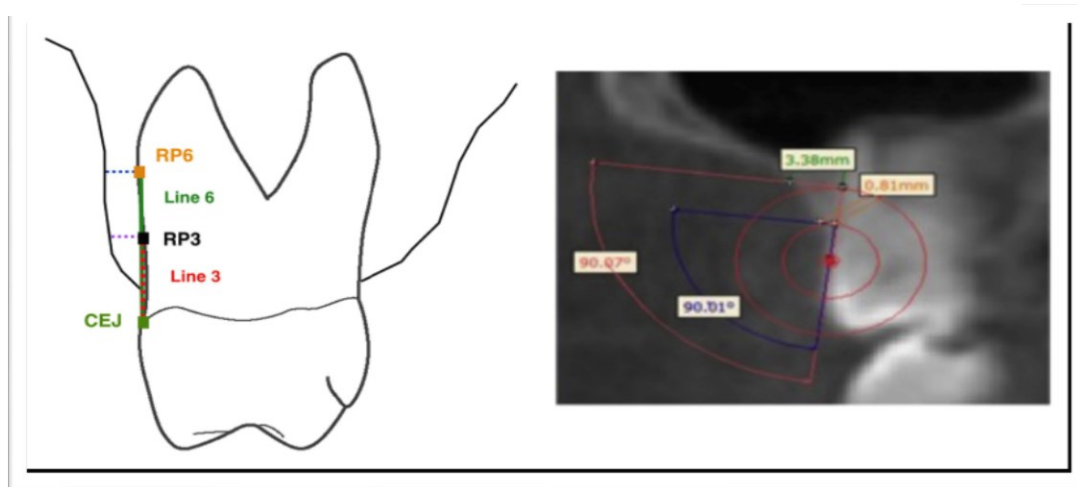 RP6
Line 6
RP3
Line 3
CEJ
3.38mm
0.81mm
90.07°
90.01°